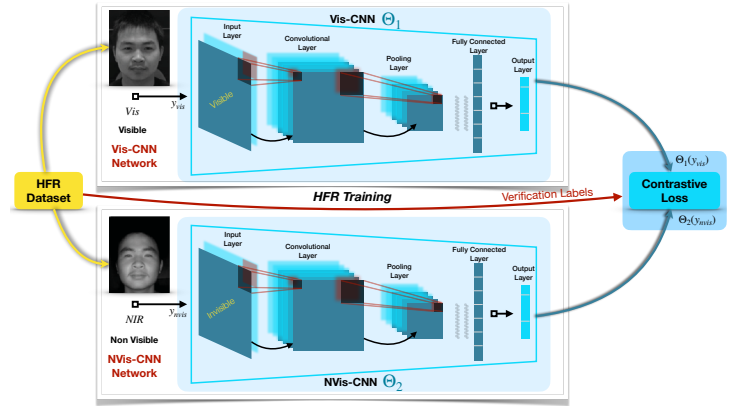 Vis-CNN Θ1
Input
Layer
Convolutional
Layer
Pooling
Layer
Fully Connected
Layer
Output
Layer
Visible
Vis
yvis
Visible
Vis-CNN
Network
Θ1(yvis)
HFR
Dataset
HFR Training
Verification Labels
Contrastive
Loss
Θ2(ynvis)
Input
Layer
Convolutional
Layer
Pooling
Layer
Fully Connected
Layer
Output
Layer
Invisible
NIR
ynvis
Non Visible
NVis-CNN
Network
NVis-CNN Θ2